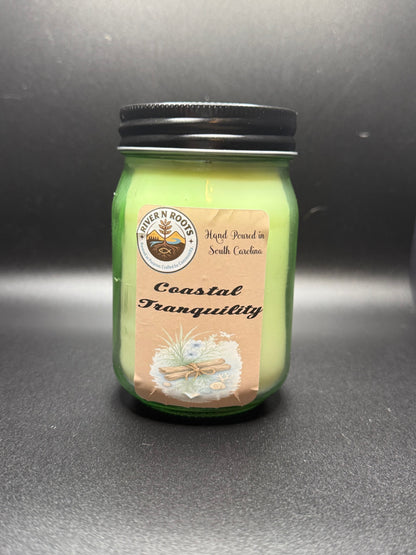 RIVER N ROOTS
Hand Poured in
South Carolina
Coastal
Tranquility